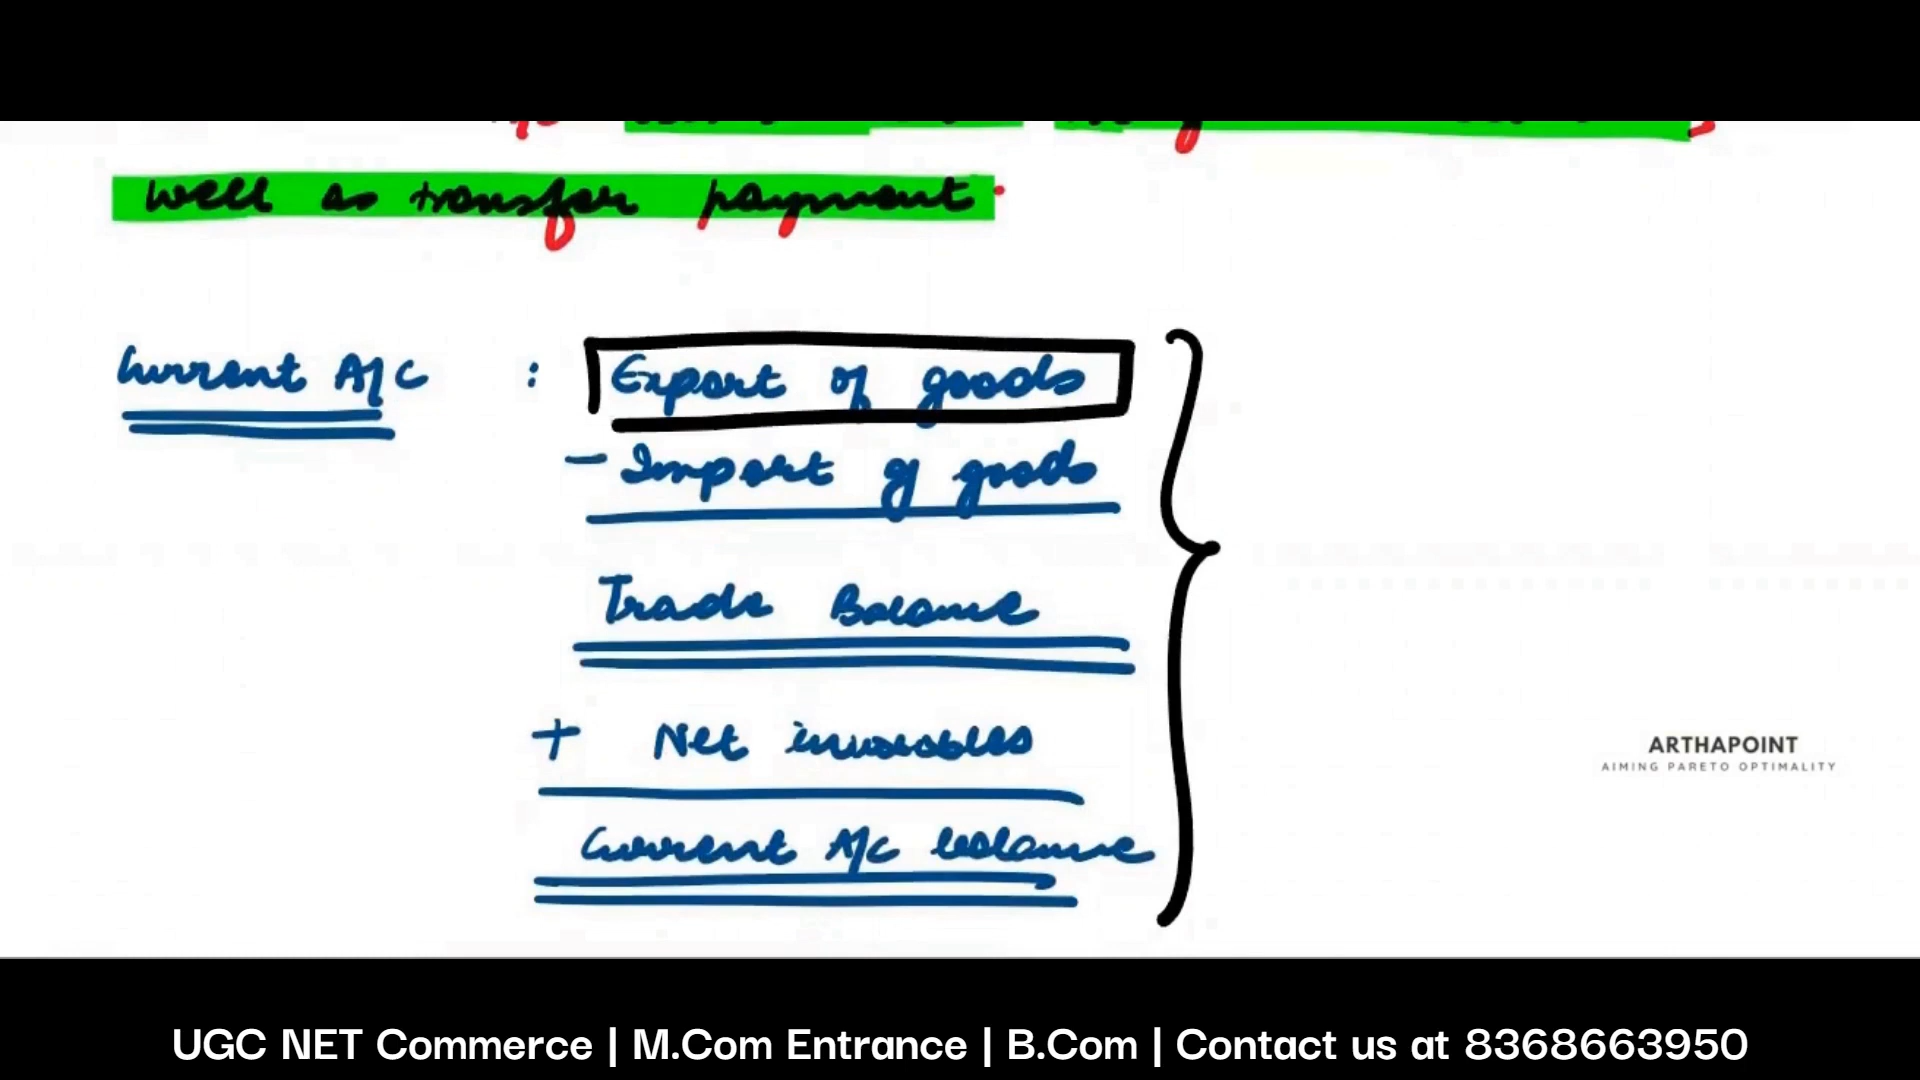 well as transfer payment.
Current A/C : Export of goods
- Import of goods
Trade Balance
+ Net invisibles
Current A/C balance
ARTHAPOINT
AIMING PARETO OPTIMALITY
UGC NET Commerce | M.Com Entrance | B.Com | Contact us at 8368663950